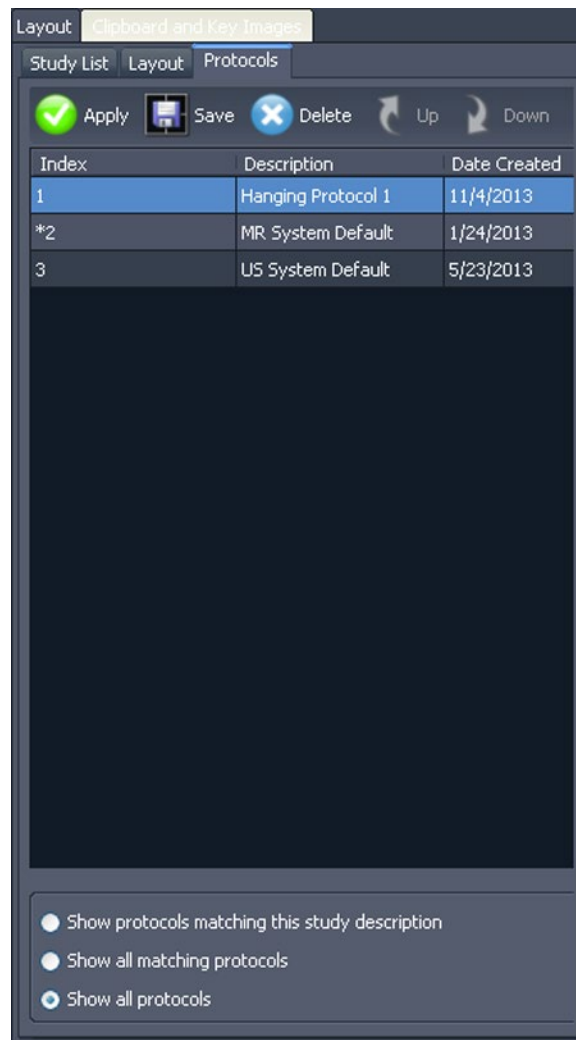 Layout Clipboard and Key Images
Study List Layout Protocols
Apply Save Delete Up Down
Index Description Date Created
1 Hanging Protocol 1 11/4/2013
*2 MR System Default 1/24/2013
3 US System Default 5/23/2013
Show protocols matching this study description
Show all matching protocols
Show all protocols